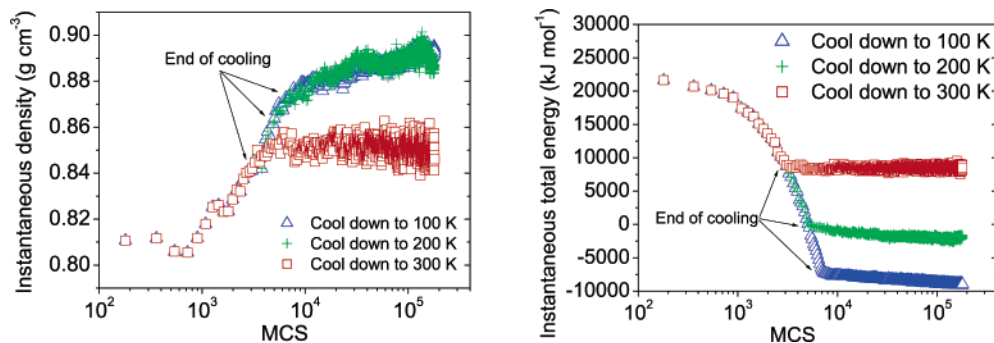 Instantaneous density (g cm⁻³)
0.90
0.88
0.86
0.84
0.82
0.80
End of cooling
Cool down to 100 K
Cool down to 200 K
Cool down to 300 K
10²
10³
10⁴
10⁵
MCS
Instantaneous total energy (kJ mol⁻¹)
30000
25000
20000
15000
10000
5000
0
-5000
-10000
Cool down to 100 K
Cool down to 200 K
Cool down to 300 K
End of cooling
10²
10³
10⁴
10⁵
MCS